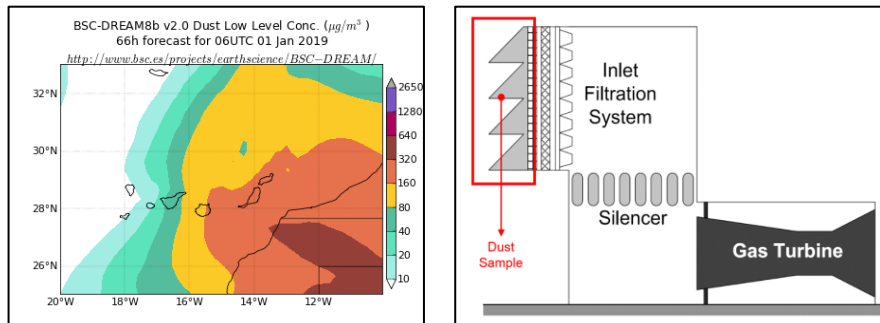 BSC-DREAM8b v2.0 Dust Low Level Conc. (μg/m³ )
66h forecast for 06UTC 01 Jan 2019
http://www.bsc.es/projects/earthscience/BSC−DREAM/
32°N
30°N
28°N
26°N
20°W
18°W
16°W
14°W
12°W
2650
1280
640
320
160
80
40
20
10
Inlet
Filtration
System
Silencer
Dust
Sample
Gas Turbine